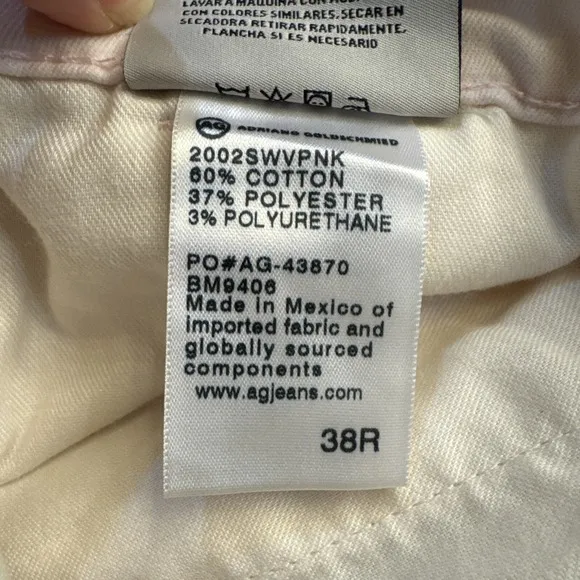 LAVAR A MAQUINA CON AGUA
CON COLORES SIMILARES. SECAR EN
SECADORA RETIRAR RAPIDAMENTE.
PLANCHA SI ES NECESARIO
AG ADRIANO GOLDSCHMIED
2002SWVPNK
60% COTTON
37% POLYESTER
3% POLYURETHANE
PO#AG-43870
BM9406
Made in Mexico of
imported fabric and
globally sourced
components
www.agjeans.com
38R